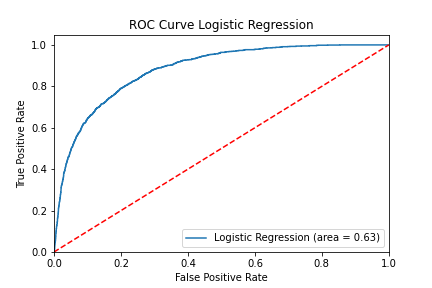 ROC Curve Logistic Regression
True Positive Rate
1.0
0.8
0.6
0.4
0.2
0.0
Logistic Regression (area = 0.63)
0.0 0.2 0.4 0.6 0.8 1.0
False Positive Rate